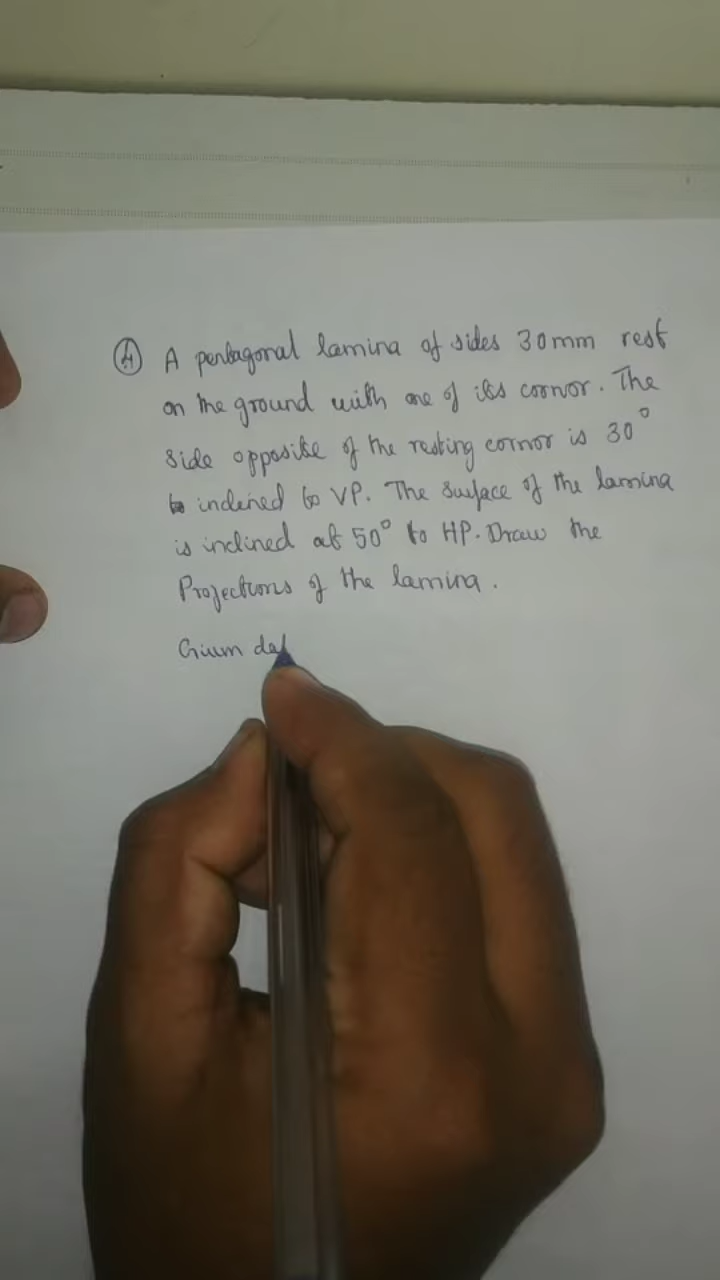 ④ A pentagonal lamina of sides 30mm rest
on the ground with one of its cornor. The
side opposite of the resting cornor is 30°
inclined to VP. The surface of the lamina
is inclined at 50° to HP. Draw the
Projections of the lamina.
Given dat